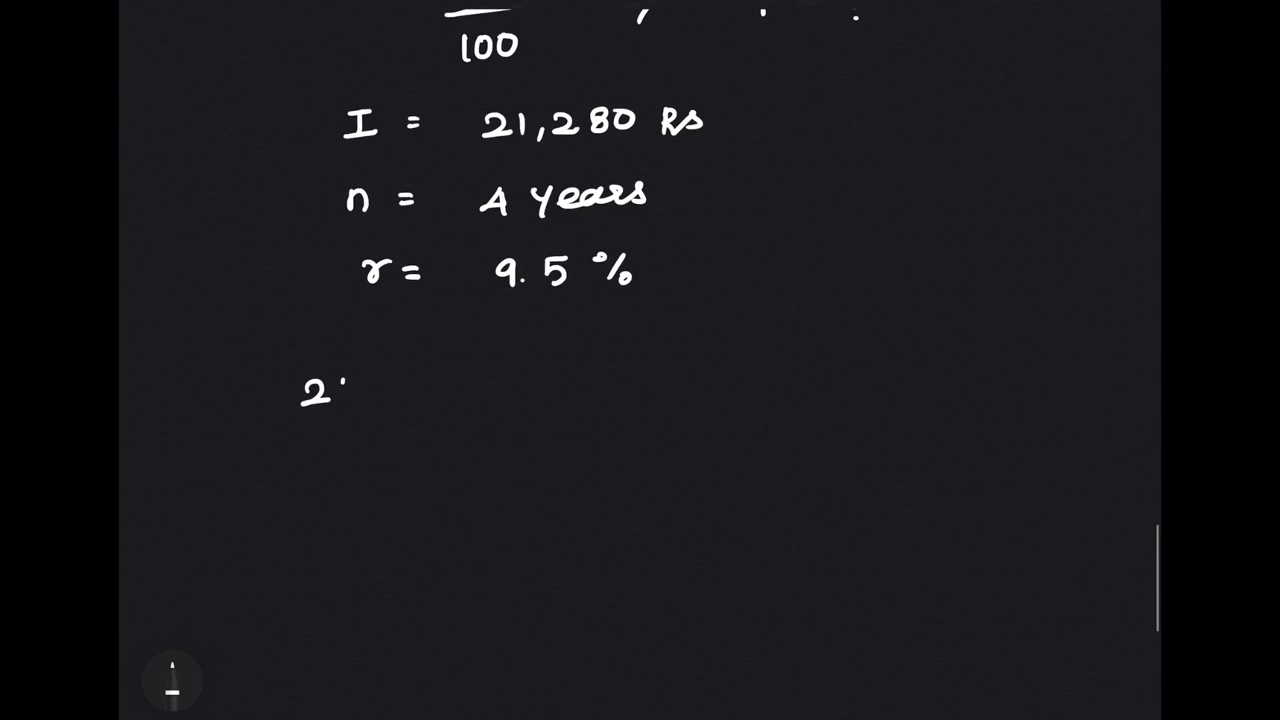 100
I = 21,280 Rs
n = 4 years
r = 9.5 %
2